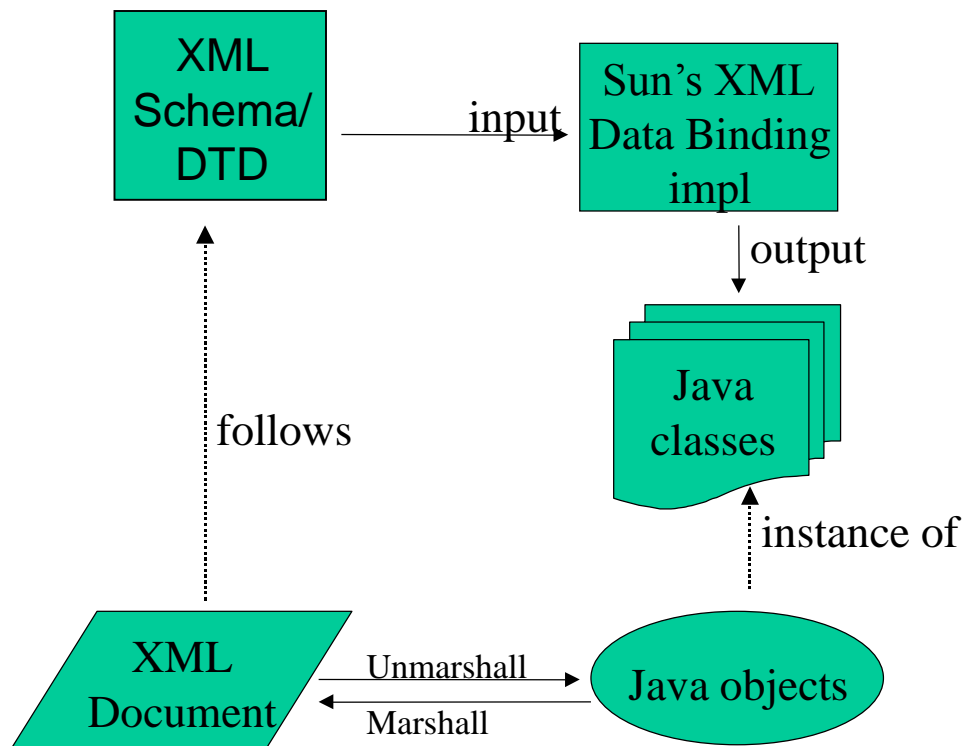 XML
Schema/
DTD
input
Sun's XML
Data Binding
impl
output
Java
classes
follows
instance of
XML
Document
Unmarshall
Marshall
Java objects